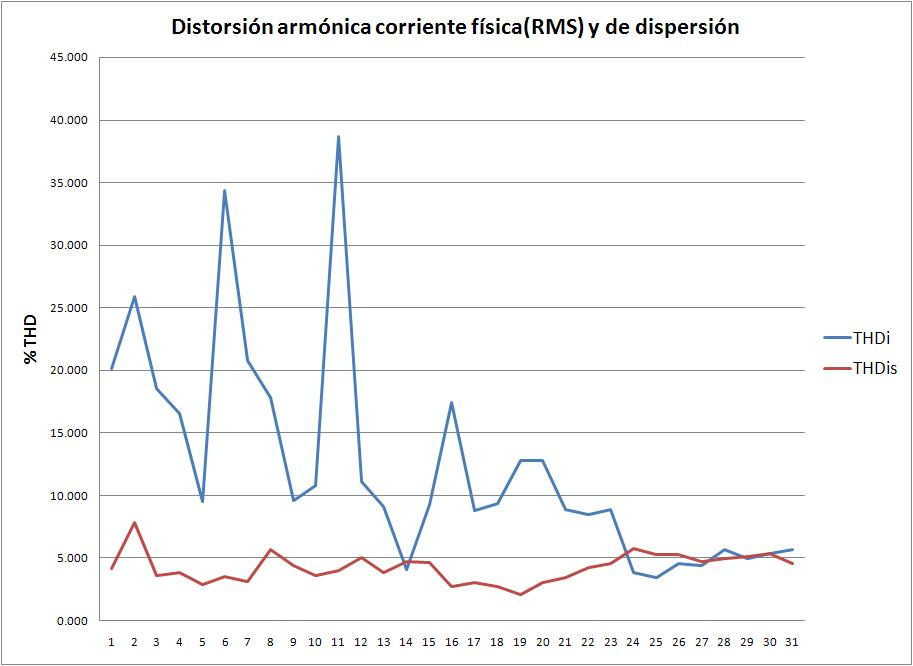 Distorsión armónica corriente física(RMS) y de dispersión
45.000
40.000
35.000
30.000
25.000
20.000
15.000
10.000
5.000
0.000
% THD
THDi
THDis
1 2 3 4 5 6 7 8 9 10 11 12 13 14 15 16 17 18 19 20 21 22 23 24 25 26 27 28 29 30 31